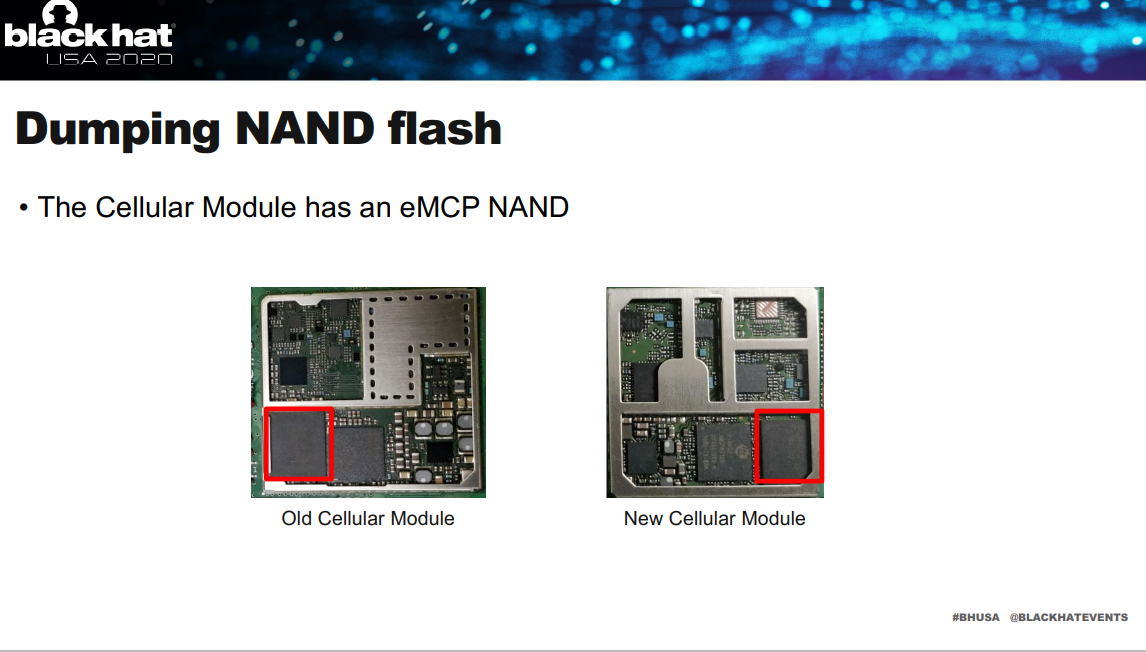 black hat
USA 2020
Dumping NAND flash
• The Cellular Module has an eMCP NAND
Old Cellular Module
New Cellular Module
#BHUSA @BLACKHATEVENTS